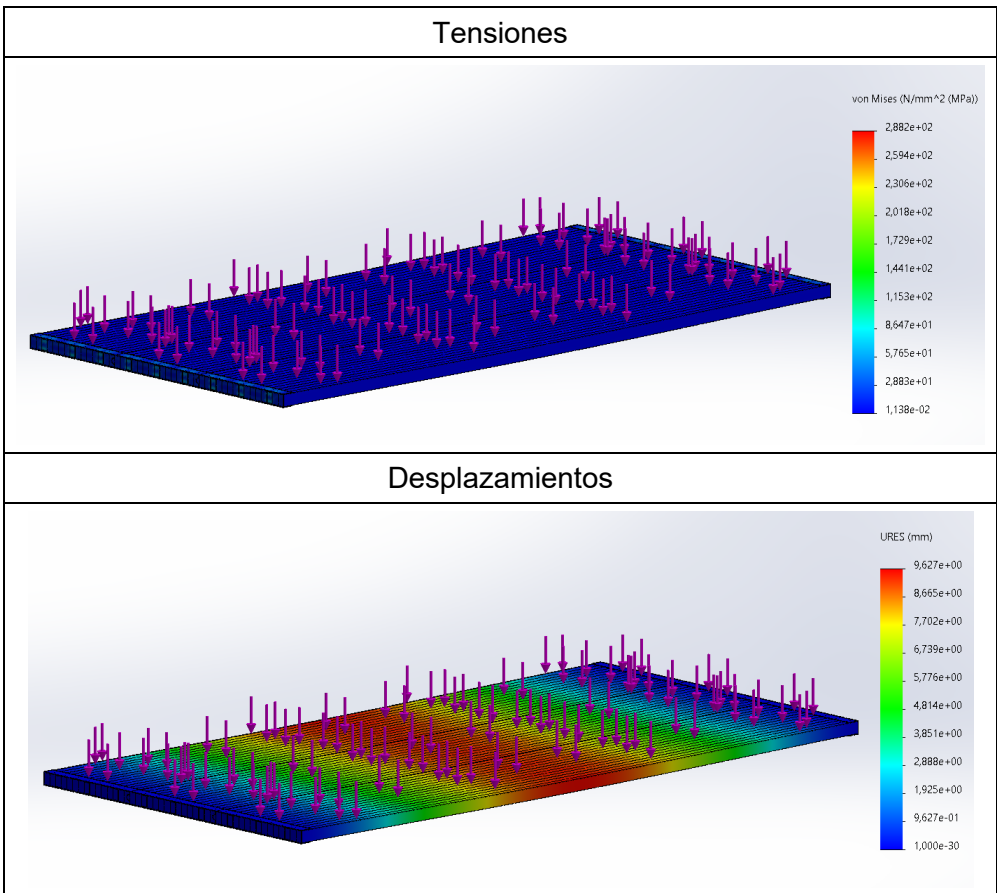 Tensiones
von Mises (N/mm^2 (MPa))
2,882e+02
2,594e+02
2,306e+02
2,018e+02
1,729e+02
1,441e+02
1,153e+02
8,647e+01
5,765e+01
2,883e+01
1,138e-02
Desplazamientos
URES (mm)
9,627e+00
8,665e+00
7,702e+00
6,739e+00
5,776e+00
4,814e+00
3,851e+00
2,888e+00
1,925e+00
9,627e-01
1,000e-30